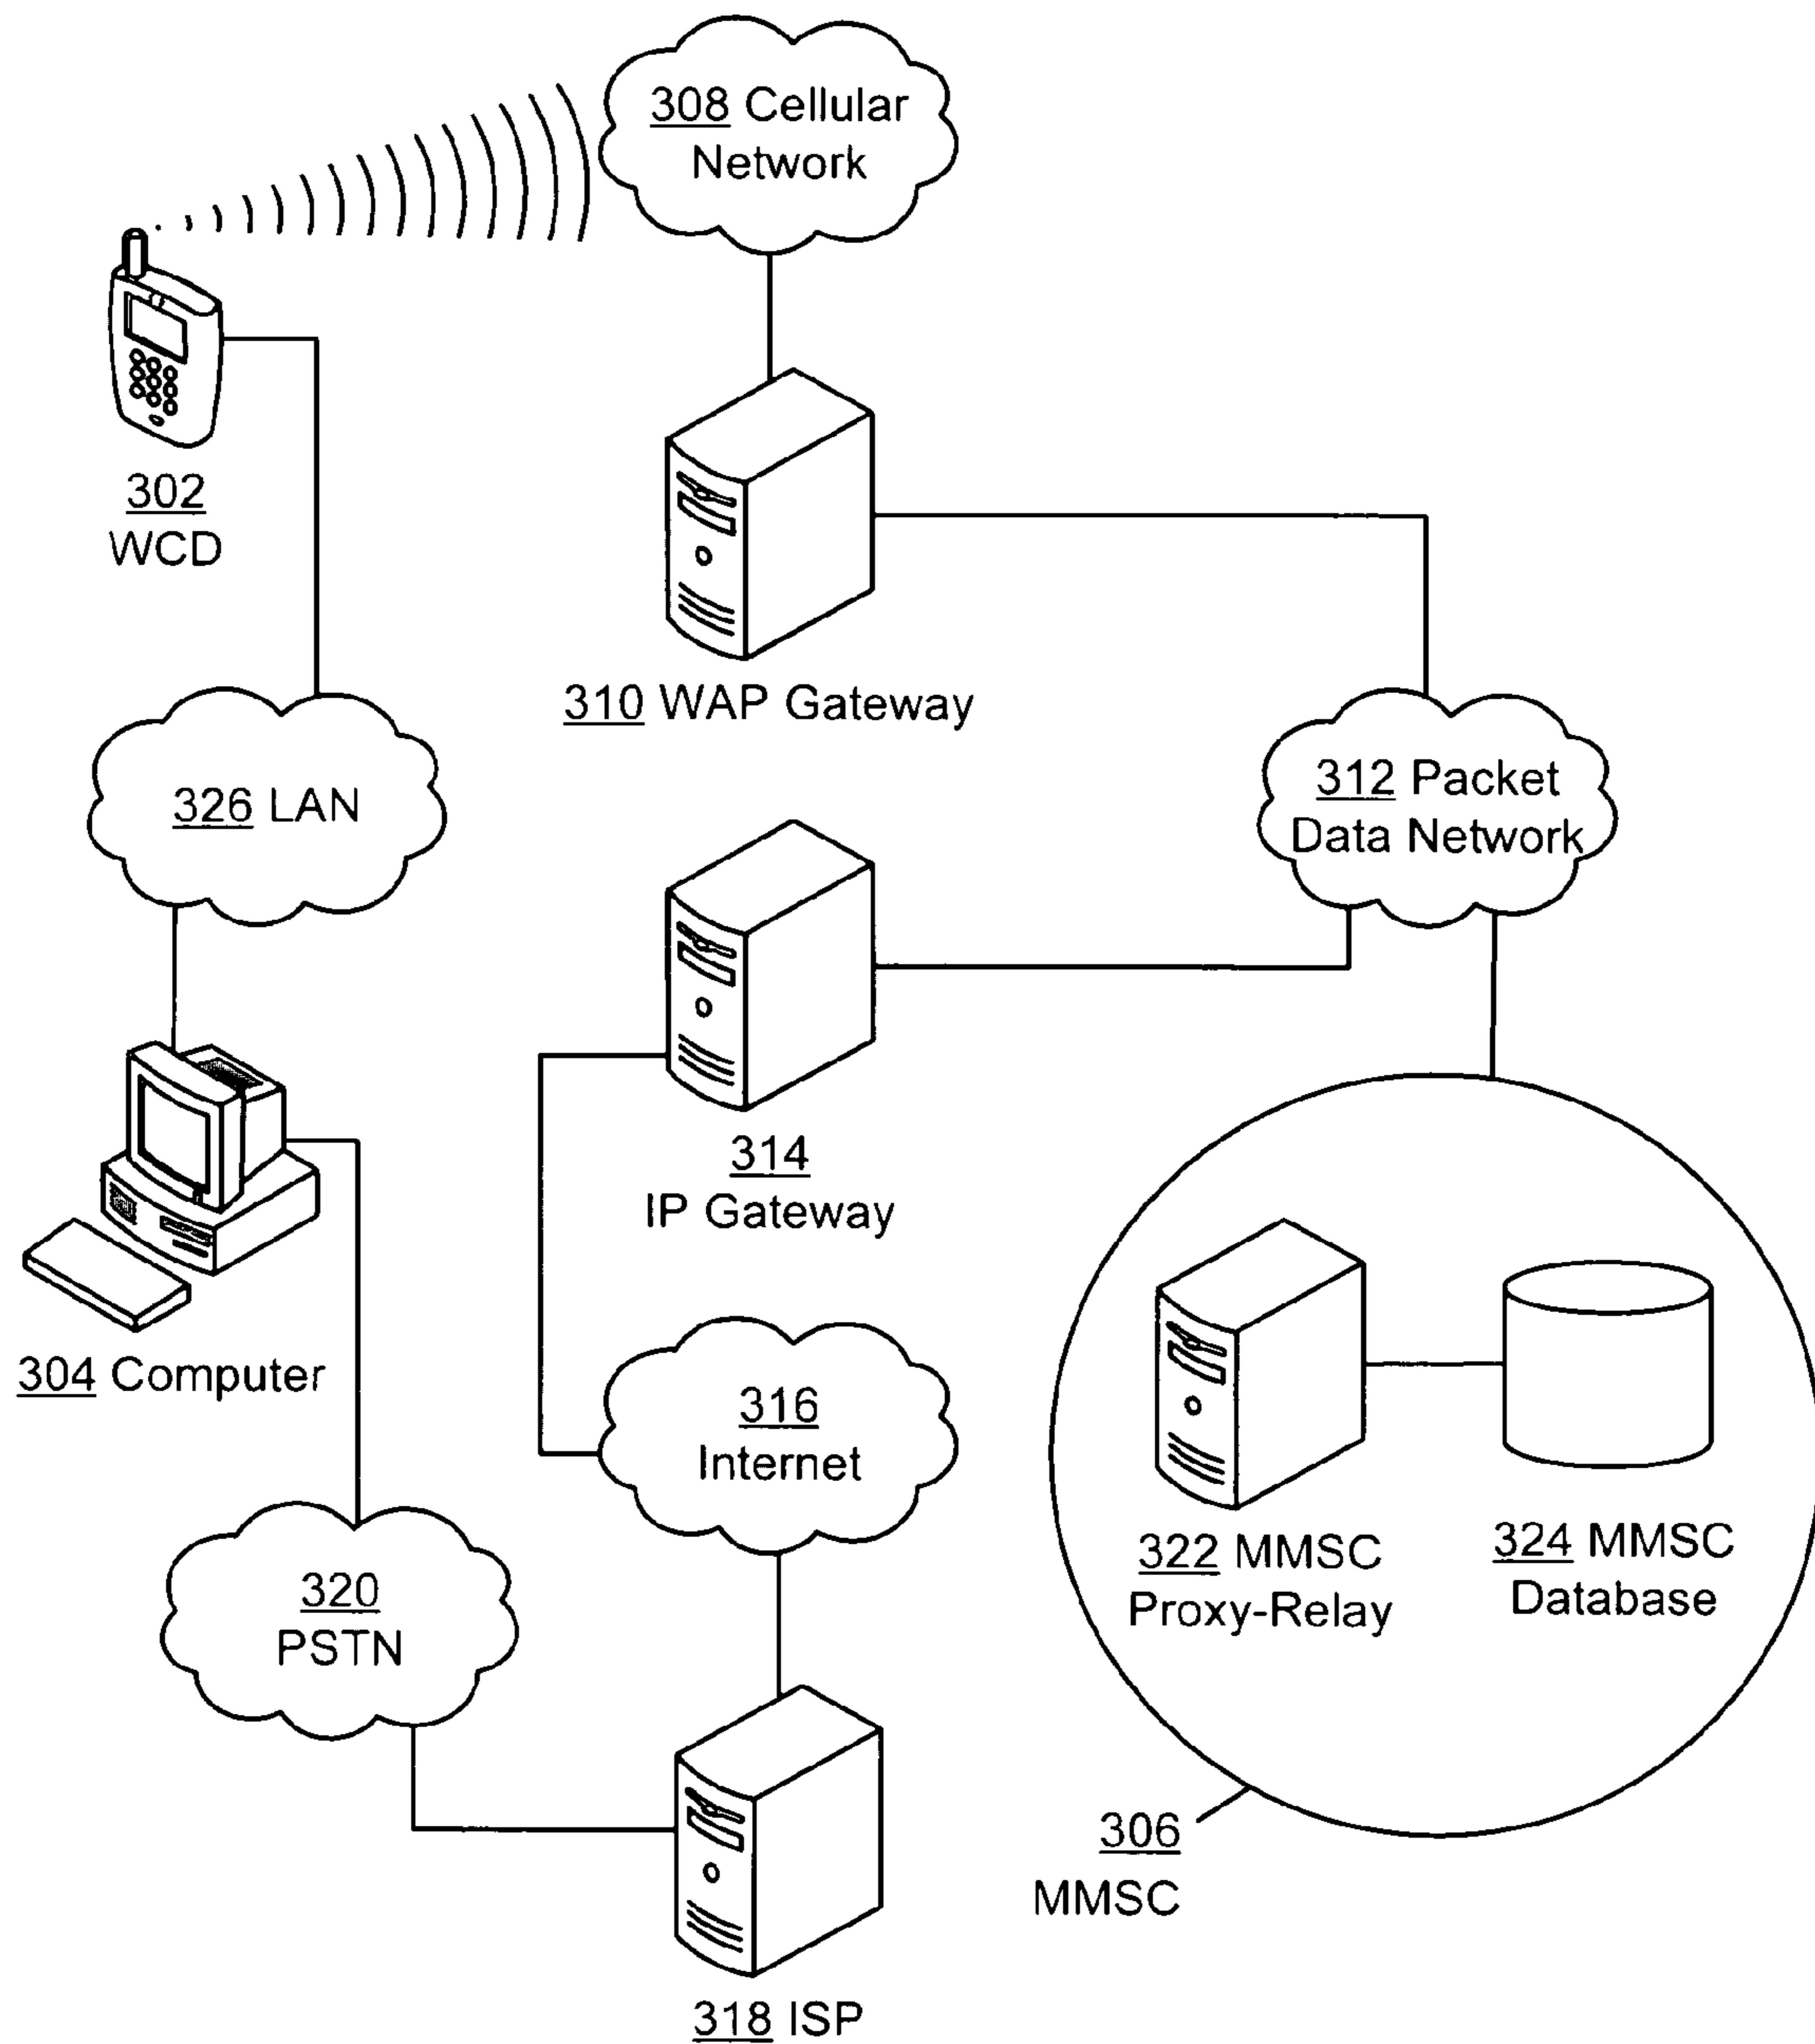 308 Cellular
Network
302
WCD
310 WAP Gateway
326 LAN
312 Packet
Data Network
314
IP Gateway
304 Computer
316
Internet
322 MMSC
Proxy-Relay
324 MMSC
Database
320
PSTN
306
MMSC
318 ISP